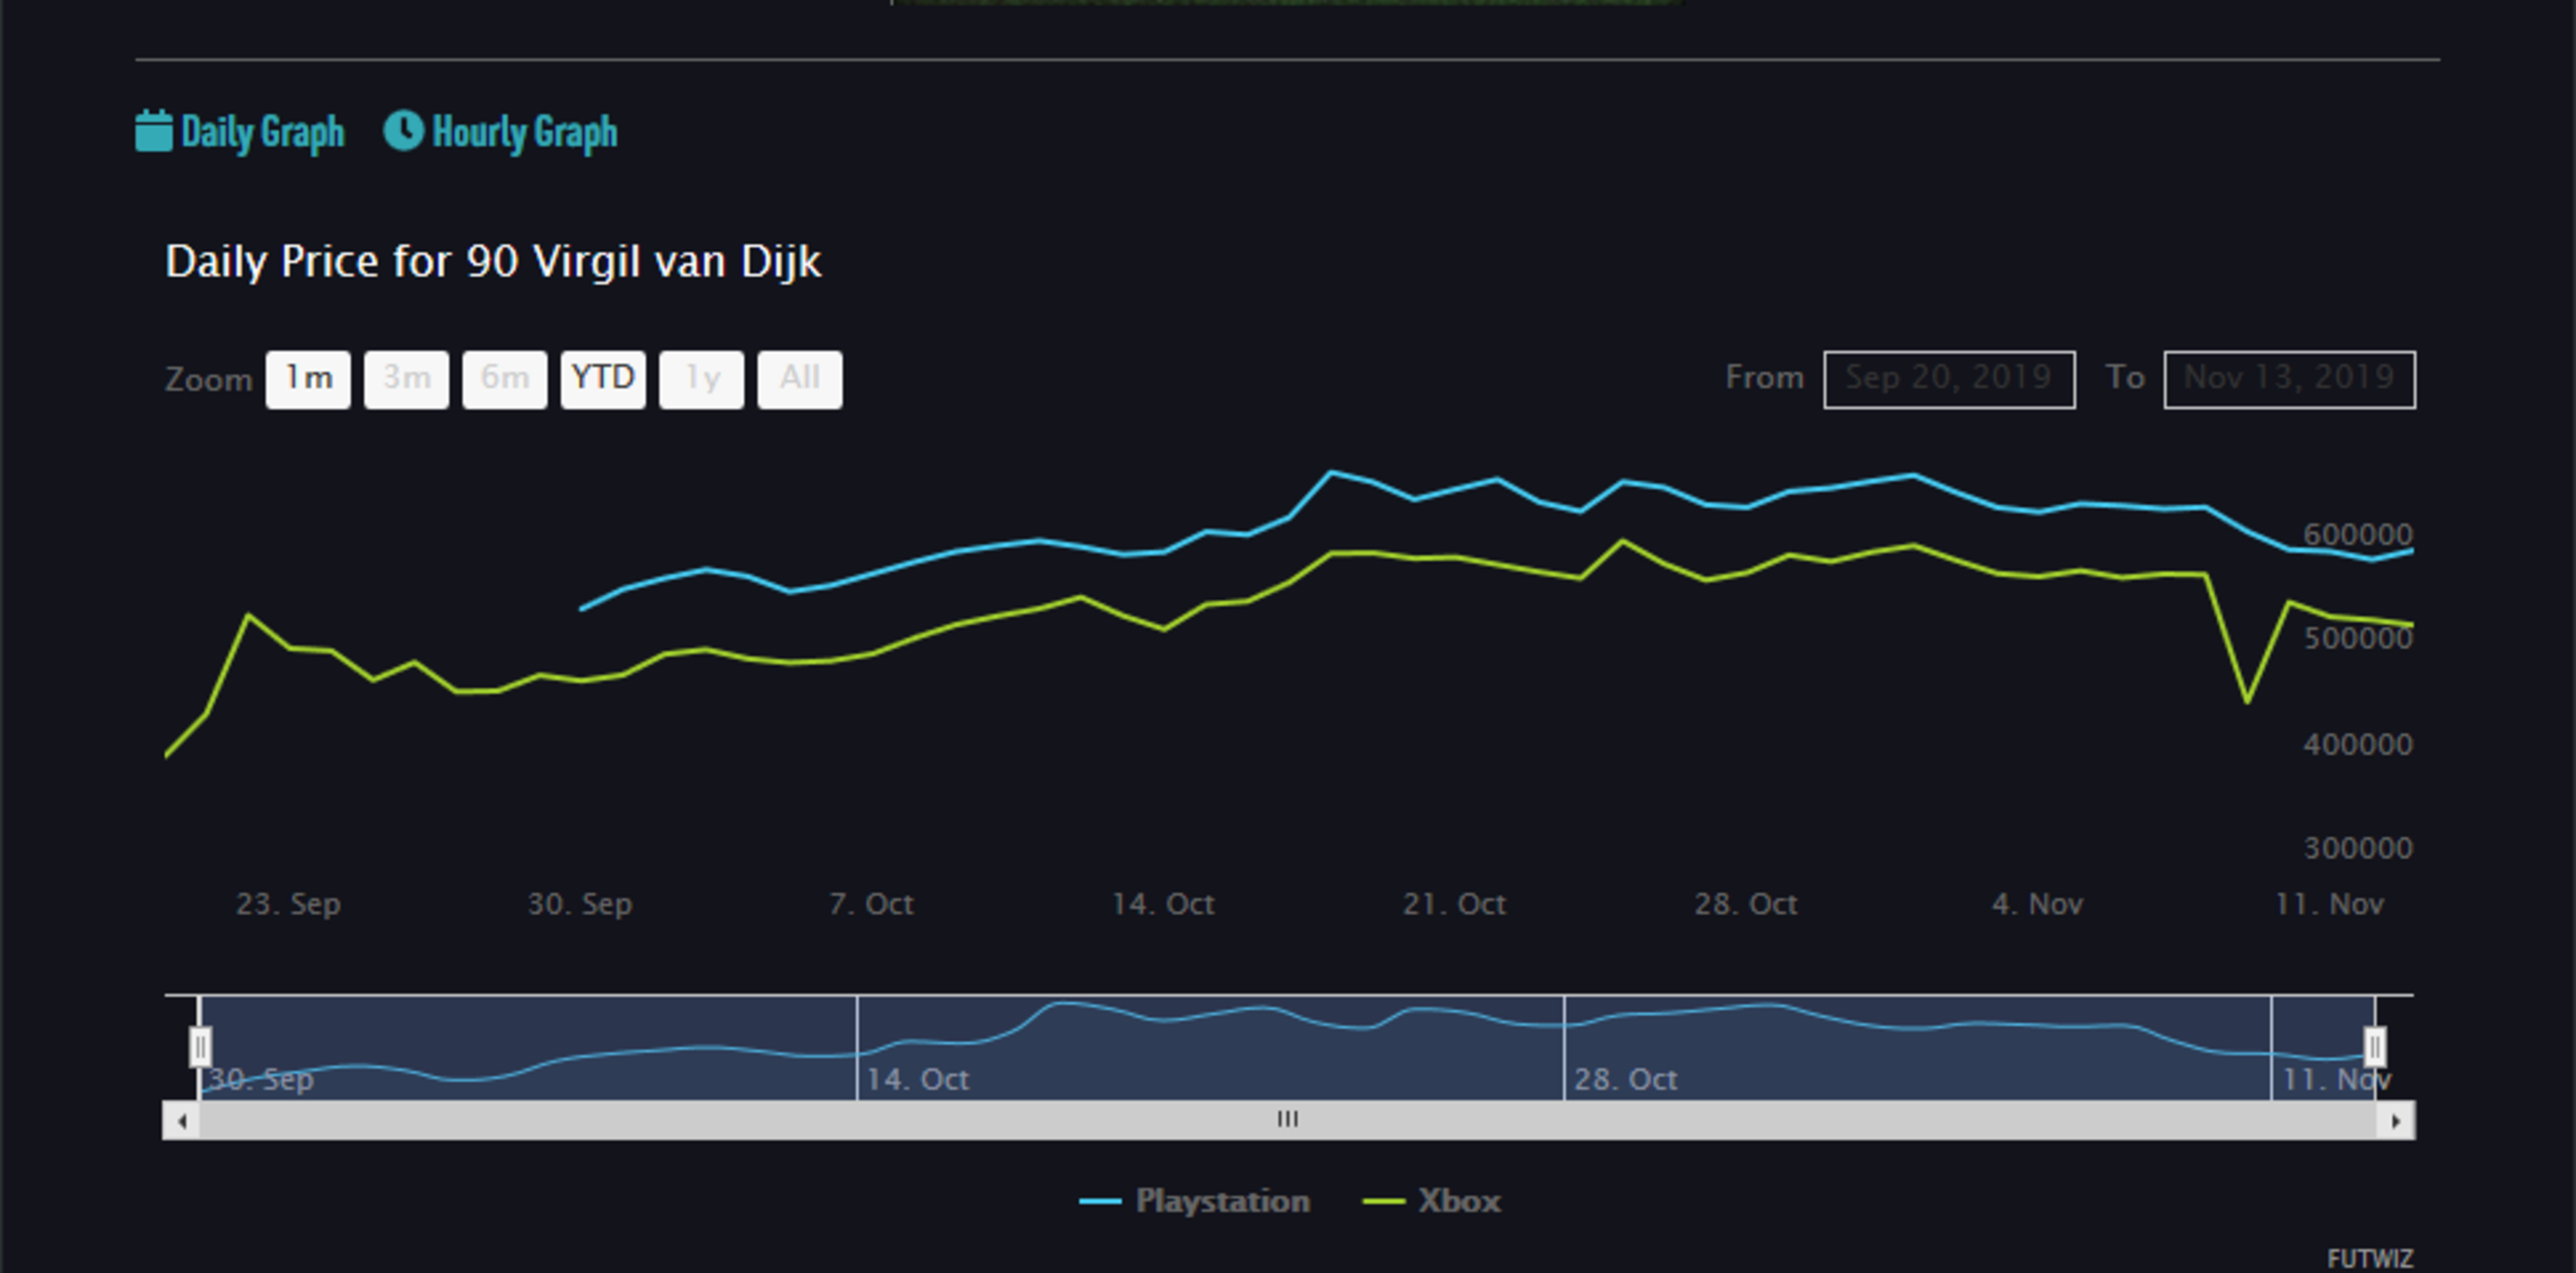 Daily Graph Hourly Graph
Daily Price for 90 Virgil van Dijk
Zoom 1m 3m 6m YTD 1y All From Sep 20, 2019 To Nov 13, 2019
600000
500000
400000
300000
23. Sep 30. Sep 7. Oct 14. Oct 21. Oct 28. Oct 4. Nov 11. Nov
30. Sep 14. Oct 28. Oct 11. Nov
Playstation Xbox
FUTWIZ